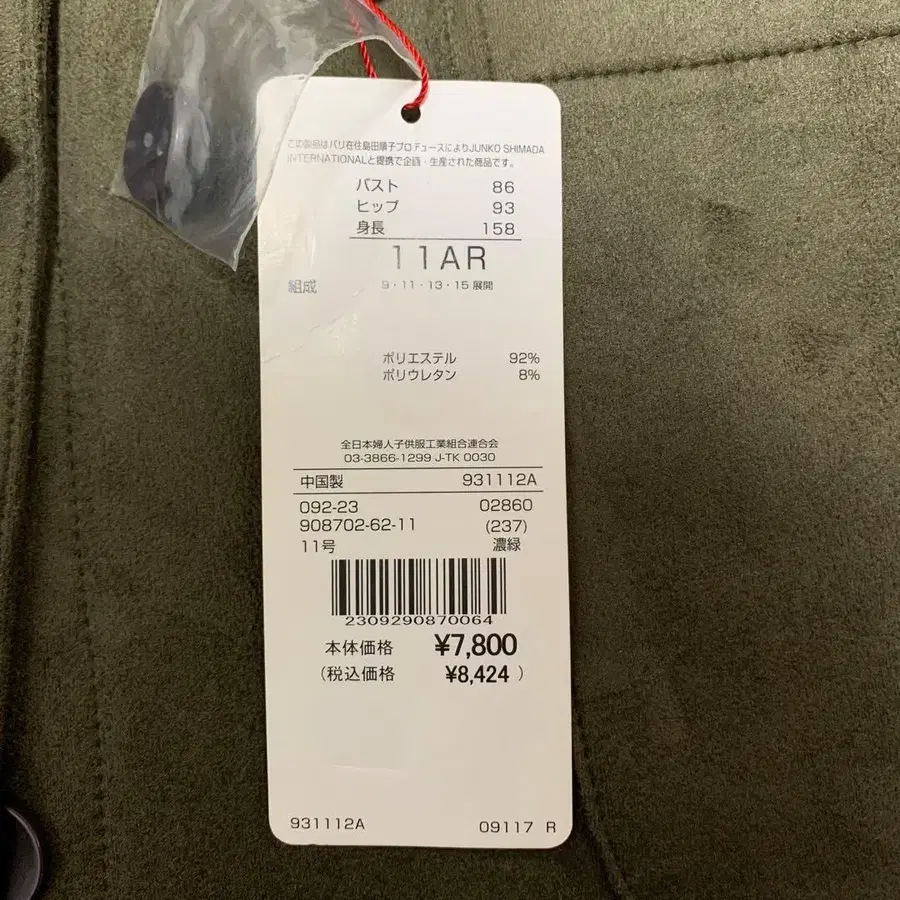 この製品はパリ在住島田順子プロデュースによりJUNKO SHIMADA
INTERNATIONALと提携で企画・生産された商品です。
バスト 86
ヒップ 93
身長 158
11AR
組成 9・11・13・15 展開
ポリエステル 92%
ポリウレタン 8%
全日本婦人子供服工業組合連合会
03-3866-1299 J-TK 0030
中国製 931112A
092-23 02860
908702-62-11 (237)
11号 濃緑
2309290870064
本体価格 ¥7,800
(税込価格 ¥8,424 )
931112A 09117 R